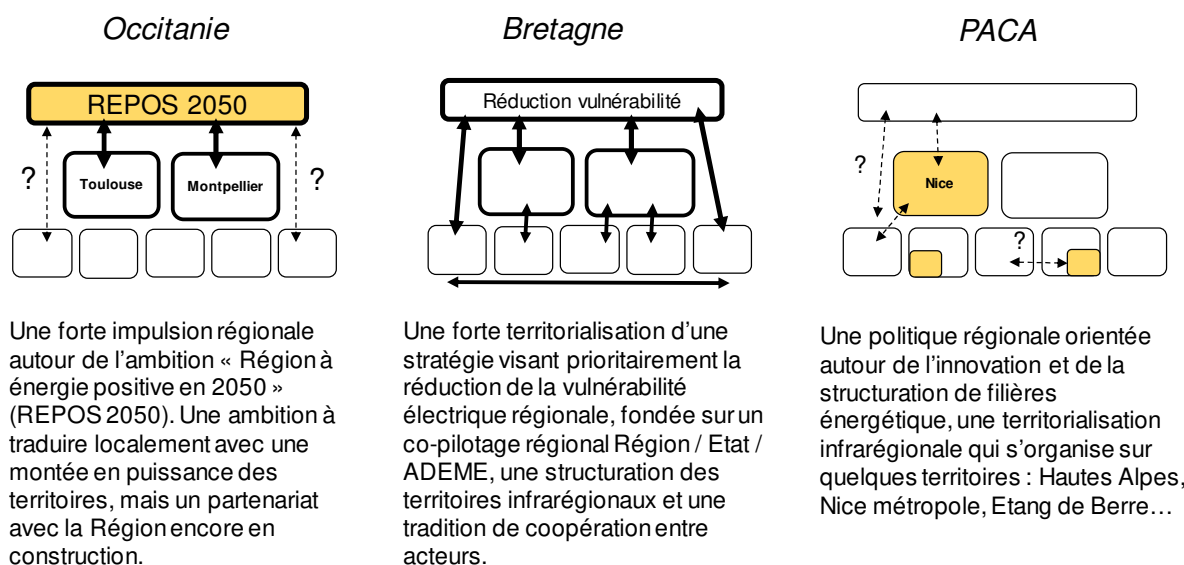 Occitanie
REPOS 2050
?
Toulouse
Montpellier
?
Une forte impulsion régionale
autour de l'ambition « Région à
énergie positive en 2050 »
(REPOS 2050). Une ambition à
traduire localement avec une
montée en puissance des
territoires, mais un partenariat
avec la Région encore en
construction.
Bretagne
Réduction vulnérabilité
Une forte territorialisation d'une
stratégie visant prioritairement la
réduction de la vulnérabilité
électrique régionale, fondée sur un
co-pilotage régional Région / Etat /
ADEME, une structuration des
territoires infrarégionaux et une
tradition de coopération entre
acteurs.
PACA
?
Nice
?
Une politique régionale orientée
autour de l'innovation et de la
structuration de filières
énergétique, une territorialisation
infrarégionale qui s'organise sur
quelques territoires : Hautes Alpes,
Nice métropole, Etang de Berre…